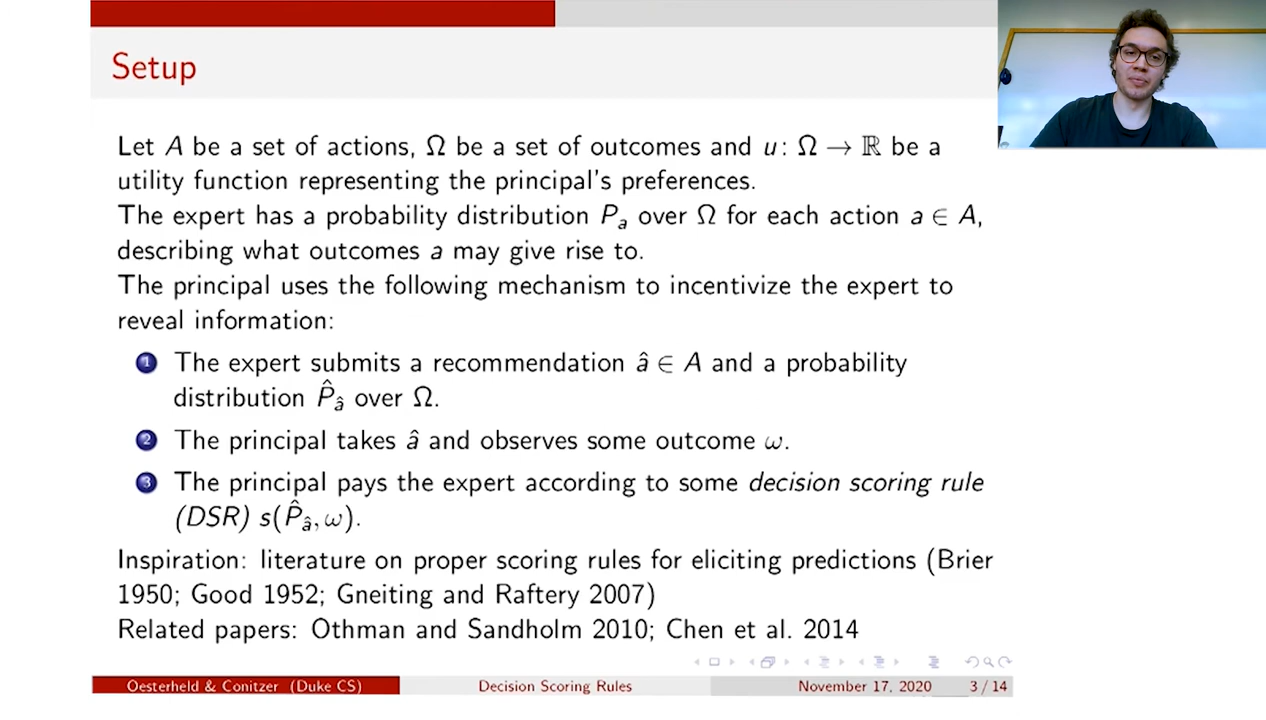 Setup
Let A be a set of actions, Ω be a set of outcomes and u: Ω → ℝ be a
utility function representing the principal's preferences.
The expert has a probability distribution Pₐ over Ω for each action a ∈ A,
describing what outcomes a may give rise to.
The principal uses the following mechanism to incentivize the expert to
reveal information:
1 The expert submits a recommendation â ∈ A and a probability
distribution P̂_â over Ω.
2 The principal takes â and observes some outcome ω.
3 The principal pays the expert according to some decision scoring rule
(DSR) s(P̂_â, ω).
Inspiration: literature on proper scoring rules for eliciting predictions (Brier
1950; Good 1952; Gneiting and Raftery 2007)
Related papers: Othman and Sandholm 2010; Chen et al. 2014
Oesterheld & Conitzer (Duke CS) Decision Scoring Rules November 17, 2020 3 / 14